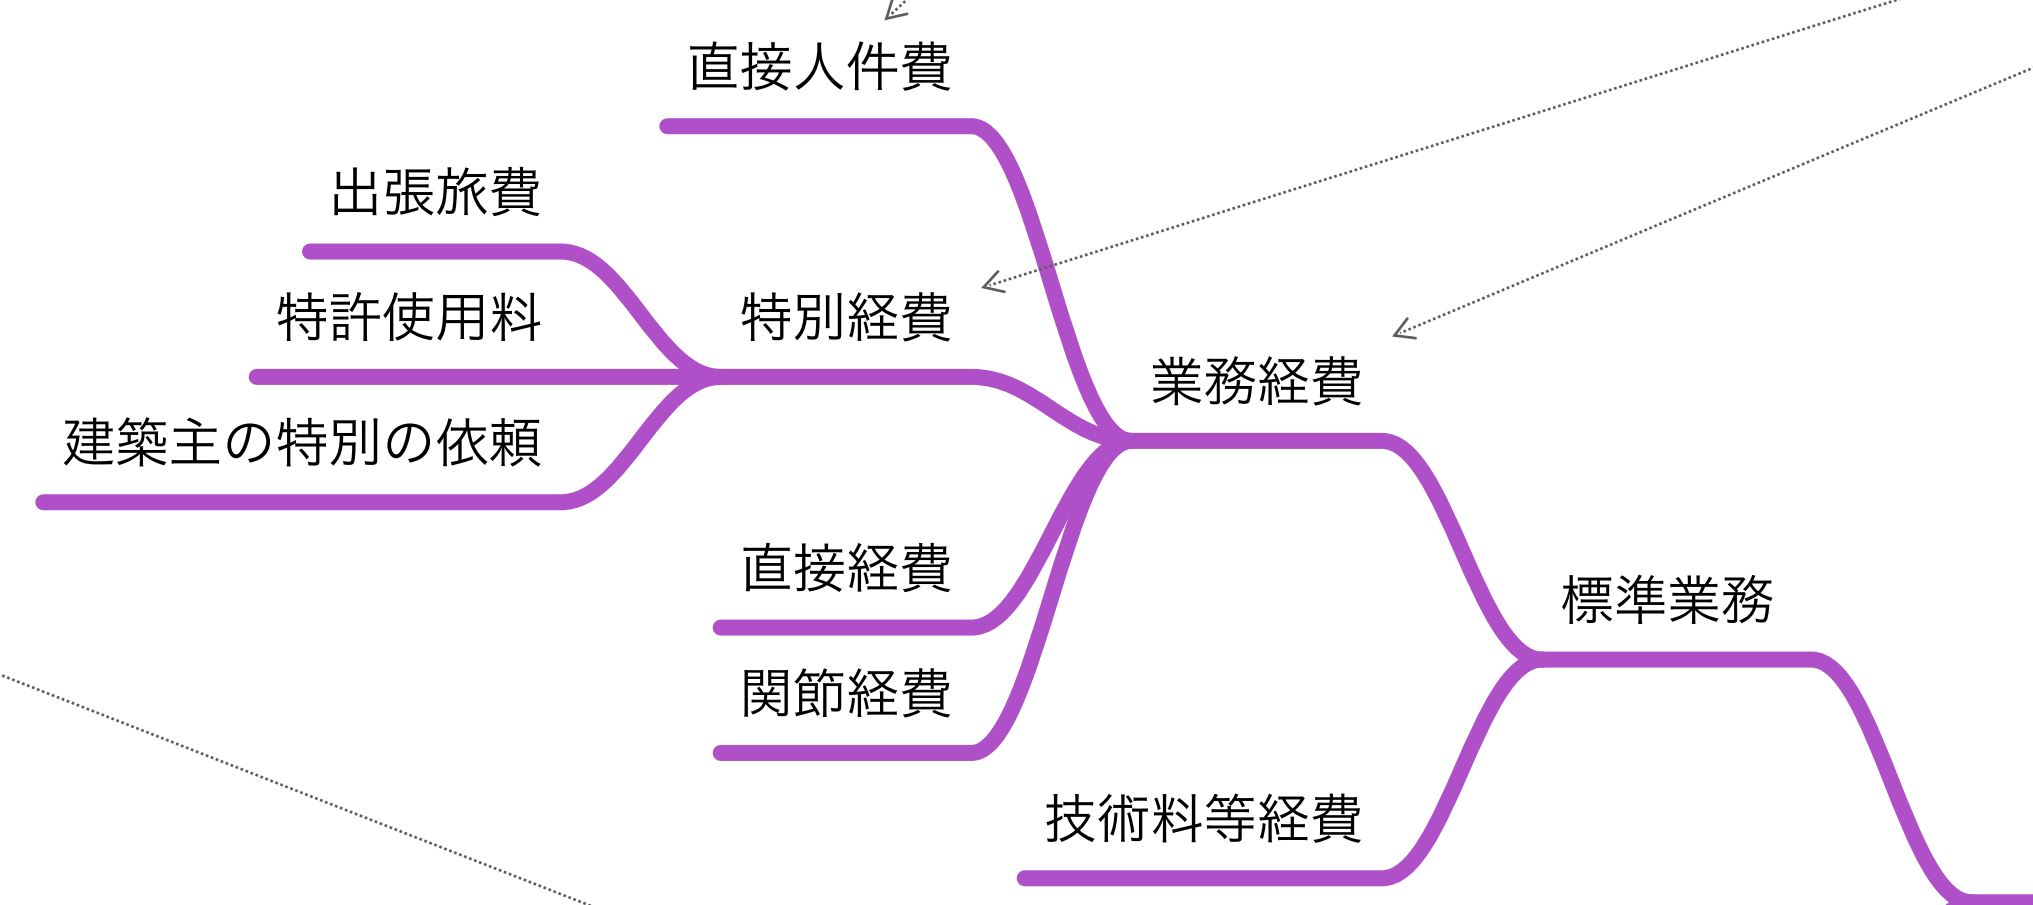 直接人件費
出張旅費
特許使用料
特別経費
業務経費
建築主の特別の依頼
直接経費
標準業務
関節経費
技術料等経費